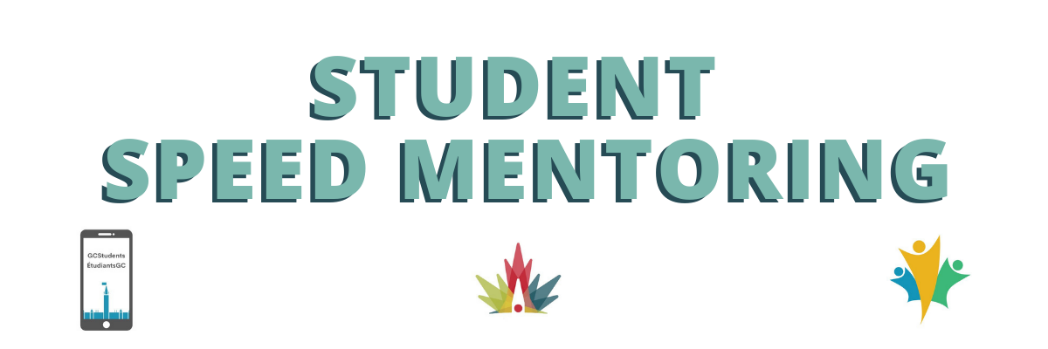 STUDENT
SPEED MENTORING
GCStudents
ÉtudiantsGC